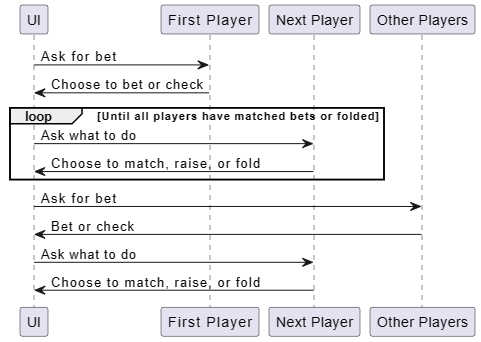 UI First Player Next Player Other Players
Ask for bet
Choose to bet or check
loop [Until all players have matched bets or folded]
Ask what to do
Choose to match, raise, or fold
Ask for bet
Bet or check
Ask what to do
Choose to match, raise, or fold
UI First Player Next Player Other Players